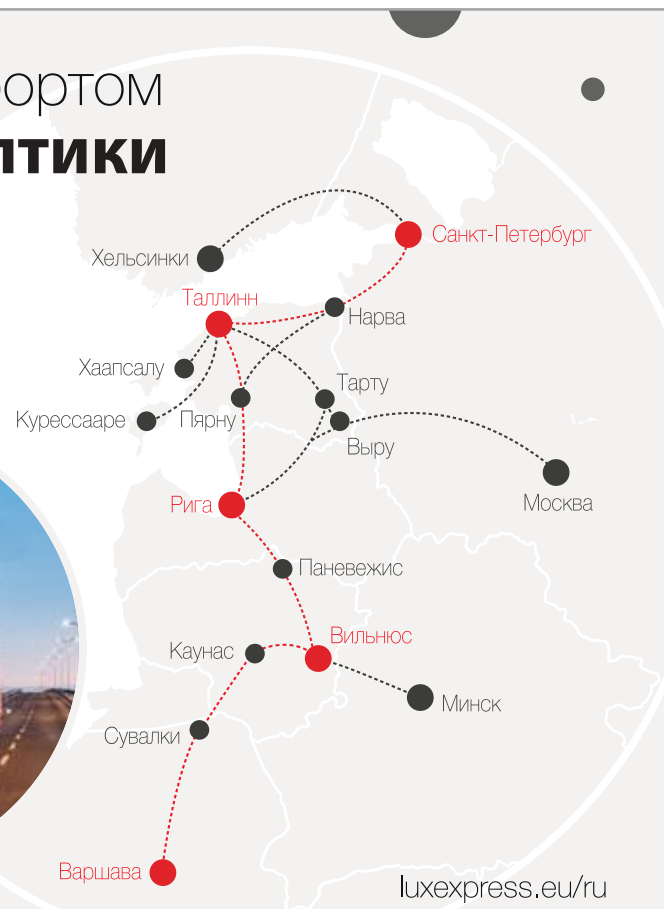 ортом
лтики
Санкт-Петербург
Хельсинки
Таллинн
Нарва
Хаапсалу
Тарту
Курессааре
Пярну
Выру
Рига
Москва
Паневежис
Вильнюс
Каунас
Минск
Сувалки
Варшава
luxexpress.eu/ru